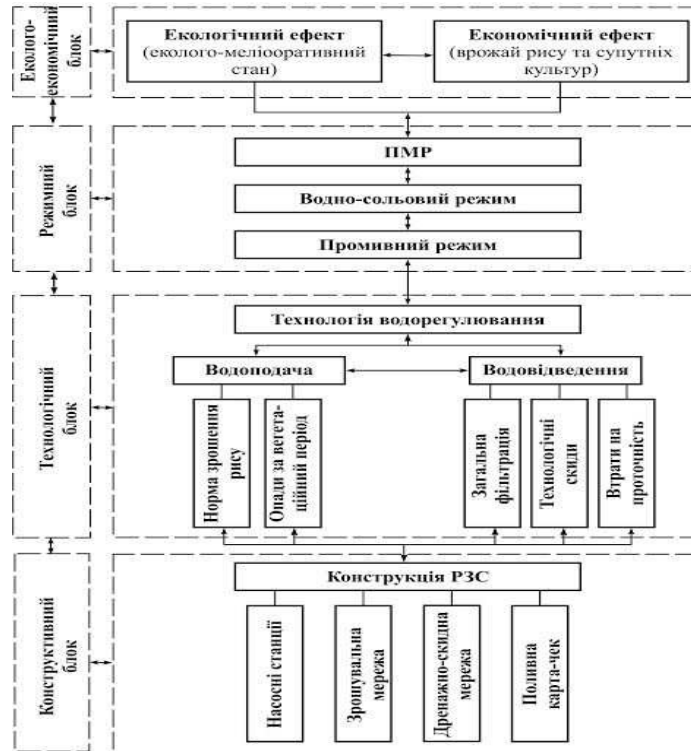 Еколого-
економічний
блок
Екологічний ефект
(еколого-меліооративний
стан)
Економічний ефект
(врожай рису та супутніх
культур)
Режимний
блок
ПМР
Водно-сольовий режим
Промивний режим
Технологічний
блок
Технологія водорегулювання
Водоподача
Водовідведення
Норма зрошення
рису
Опади за вегета-
ційний період
Загальна
фільтрація
Технологічні
скиди
Втрати на
проточність
Конструктивний
блок
Конструкція РЗС
Насосні станції
Зрошувальна
мережа
Дренажно-скидна
мережа
Поливна
карта-чек